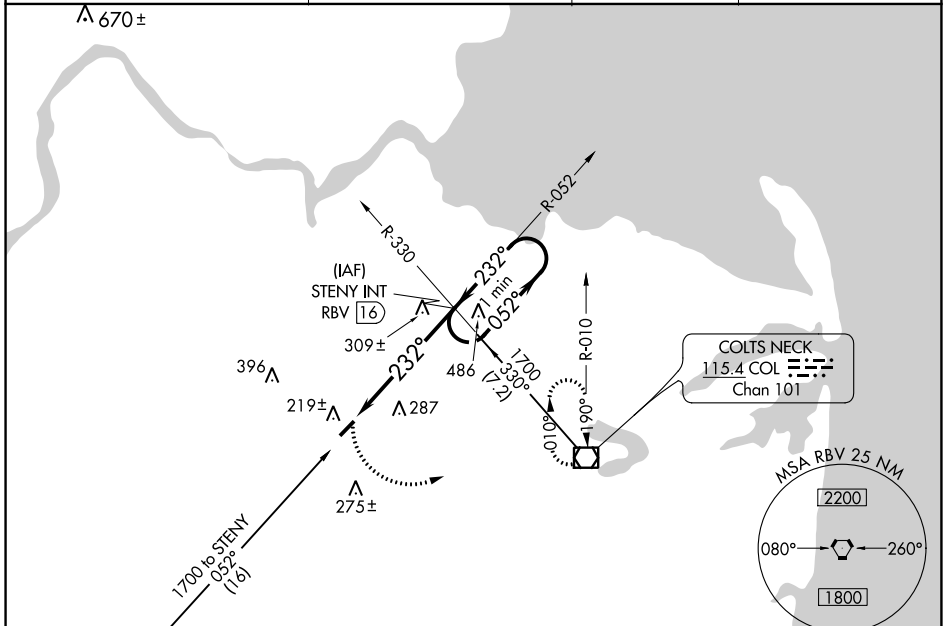 670±
R-052
R-330
(IAF)
STENY INT
RBV 16
309±
232°
1 min
052°
486
232°
1700
330°
(7.2)
R-010
010°
190°
COLTS NECK
115.4 COL
Chan 101
396
219±
287
275±
1700 to STENY
052°
(16)
MSA RBV 25 NM
2200
080°
260°
1800